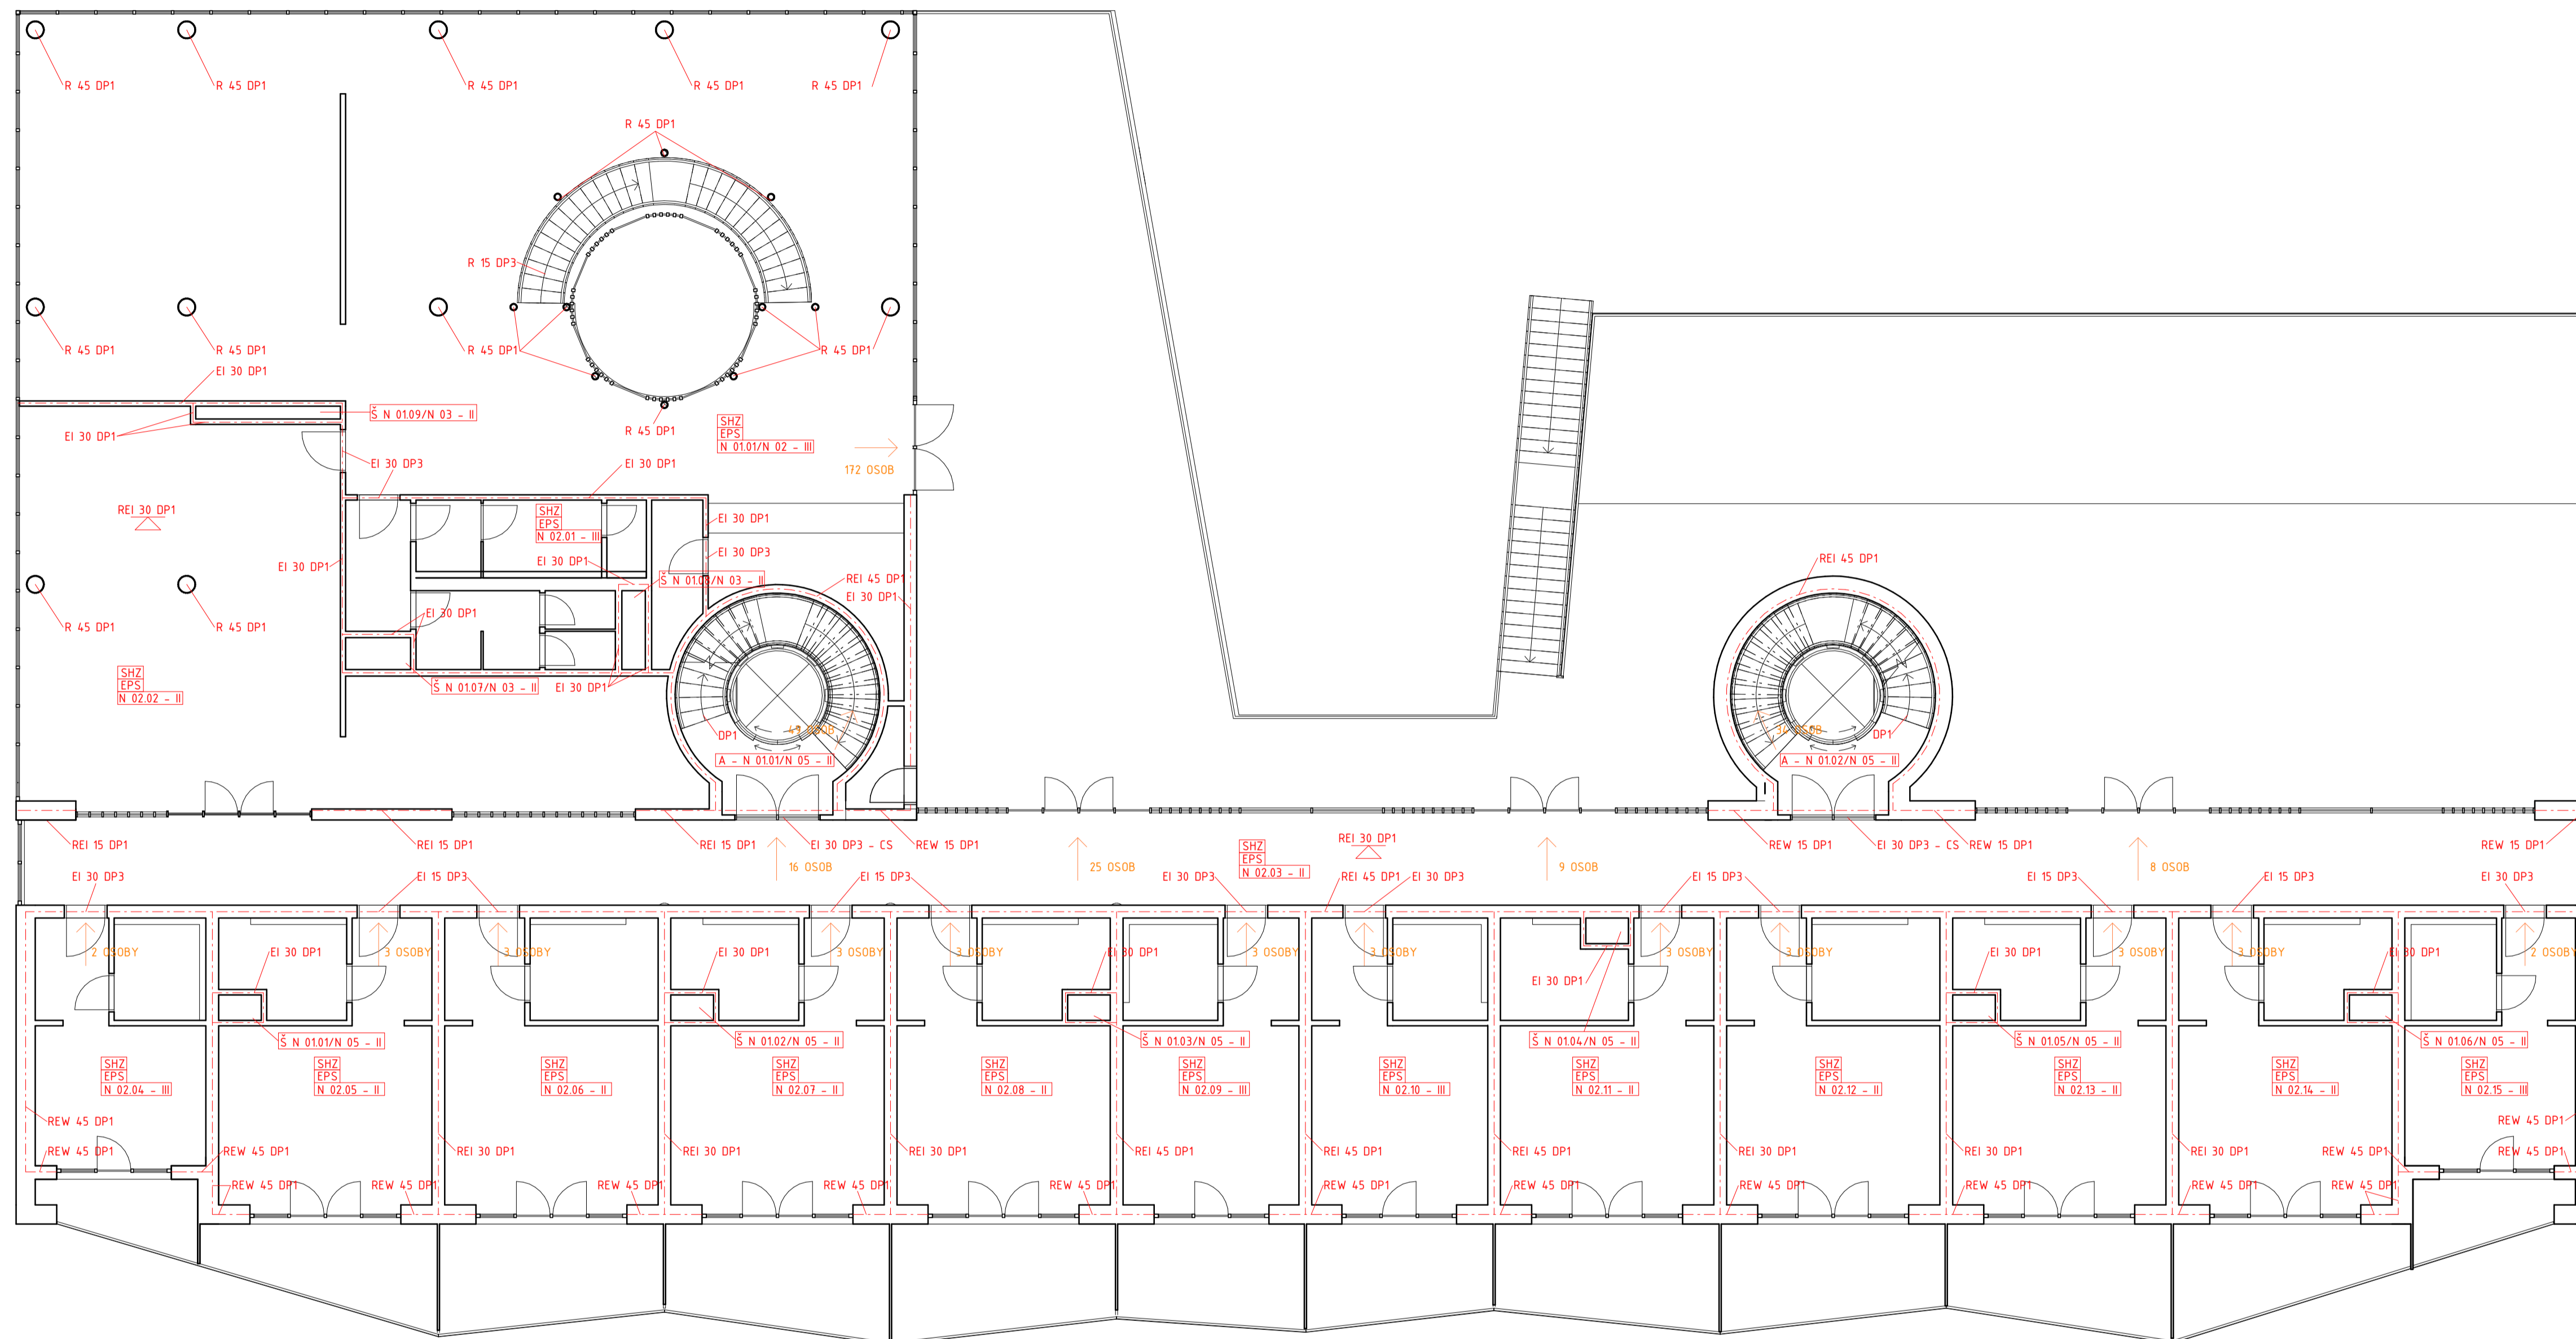 R 45 DP1
R 45 DP1
R 45 DP1
R 45 DP1
R 45 DP1
R 45 DP1
R 15 DP3
R 45 DP1
R 45 DP1
R 45 DP1
R 45 DP1
EI 30 DP1
Š N 01.09/N 03 - II
EI 30 DP1
R 45 DP1
SHZ
EPS
N 01.01/N 02 - III
172 OSOB
EI 30 DP3
EI 30 DP1
REI 30 DP1
SHZ
EPS
N 02.01 - III
EI 30 DP1
EI 30 DP3
EI 30 DP1
EI 30 DP1
Š N 01.08/N 03 - II
REI 45 DP1
EI 30 DP1
REI 45 DP1
EI 30 DP1
R 45 DP1
R 45 DP1
SHZ
EPS
N 02.02 - II
Š N 01.07/N 03 - II
EI 30 DP1
DP1
49 OSOB
A - N 01.01/N 05 - II
34 OSOB
DP1
A - N 01.02/N 05 - II
REI 15 DP1
REI 15 DP1
REI 15 DP1
EI 30 DP3 - CS
REW 15 DP1
SHZ
EPS
N 02.03 - II
REI 30 DP1
REW 15 DP1
EI 30 DP3 - CS
REW 15 DP1
REW 15 DP1
16 OSOB
25 OSOB
9 OSOB
8 OSOB
EI 30 DP3
EI 15 DP3
EI 15 DP3
EI 30 DP3
REI 45 DP1
EI 30 DP3
EI 15 DP3
EI 15 DP3
EI 15 DP3
EI 30 DP3
2 OSOBY
EI 30 DP1
3 OSOBY
3 OSOBY
EI 30 DP1
3 OSOBY
3 OSOBY
EI 30 DP1
3 OSOBY
3 OSOBY
EI 30 DP1
3 OSOBY
3 OSOBY
EI 30 DP1
3 OSOBY
3 OSOBY
EI 30 DP1
2 OSOBY
Š N 01.01/N 05 - II
Š N 01.02/N 05 - II
Š N 01.03/N 05 - II
Š N 01.04/N 05 - II
Š N 01.05/N 05 - II
Š N 01.06/N 05 - II
SHZ
EPS
N 02.04 - III
SHZ
EPS
N 02.05 - II
SHZ
EPS
N 02.06 - II
SHZ
EPS
N 02.07 - II
SHZ
EPS
N 02.08 - II
SHZ
EPS
N 02.09 - III
SHZ
EPS
N 02.10 - III
SHZ
EPS
N 02.11 - II
SHZ
EPS
N 02.12 - II
SHZ
EPS
N 02.13 - II
SHZ
EPS
N 02.14 - II
SHZ
EPS
N 02.15 - III
REW 45 DP1
REW 45 DP1
REW 45 DP1
REW 45 DP1
REI 30 DP1
REI 30 DP1
REI 30 DP1
REI 45 DP1
REI 45 DP1
REI 45 DP1
REI 30 DP1
REI 30 DP1
REI 30 DP1
REW 45 DP1
REW 45 DP1
REW 45 DP1
REW 45 DP1
REW 45 DP1
REW 45 DP1
REW 45 DP1
REW 45 DP1
REW 45 DP1
REW 45 DP1
REW 45 DP1
REW 45 DP1
REW 45 DP1